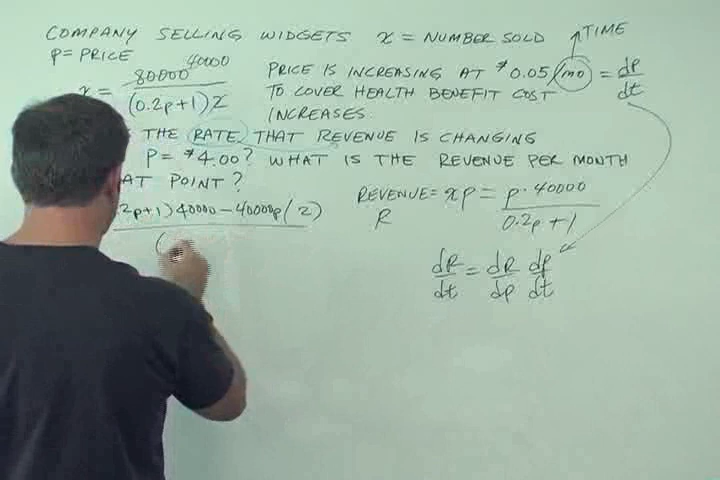 COMPANY SELLING WIDGETS x = NUMBER SOLD TIME
P = PRICE
x = 80000 40000 / (0.2p+1)2
PRICE IS INCREASING AT $0.05/mo = dp/dt
TO COVER HEALTH BENEFIT COST
INCREASES.
THE RATE THAT REVENUE IS CHANGING
P = $4.00? WHAT IS THE REVENUE PER MONTH
AT POINT?
2p+1)40000 - 40000p(2)
(
REVENUE = xp = p·40000 / 0.2p+1
R
dR/dt = dR/dp dp/dt